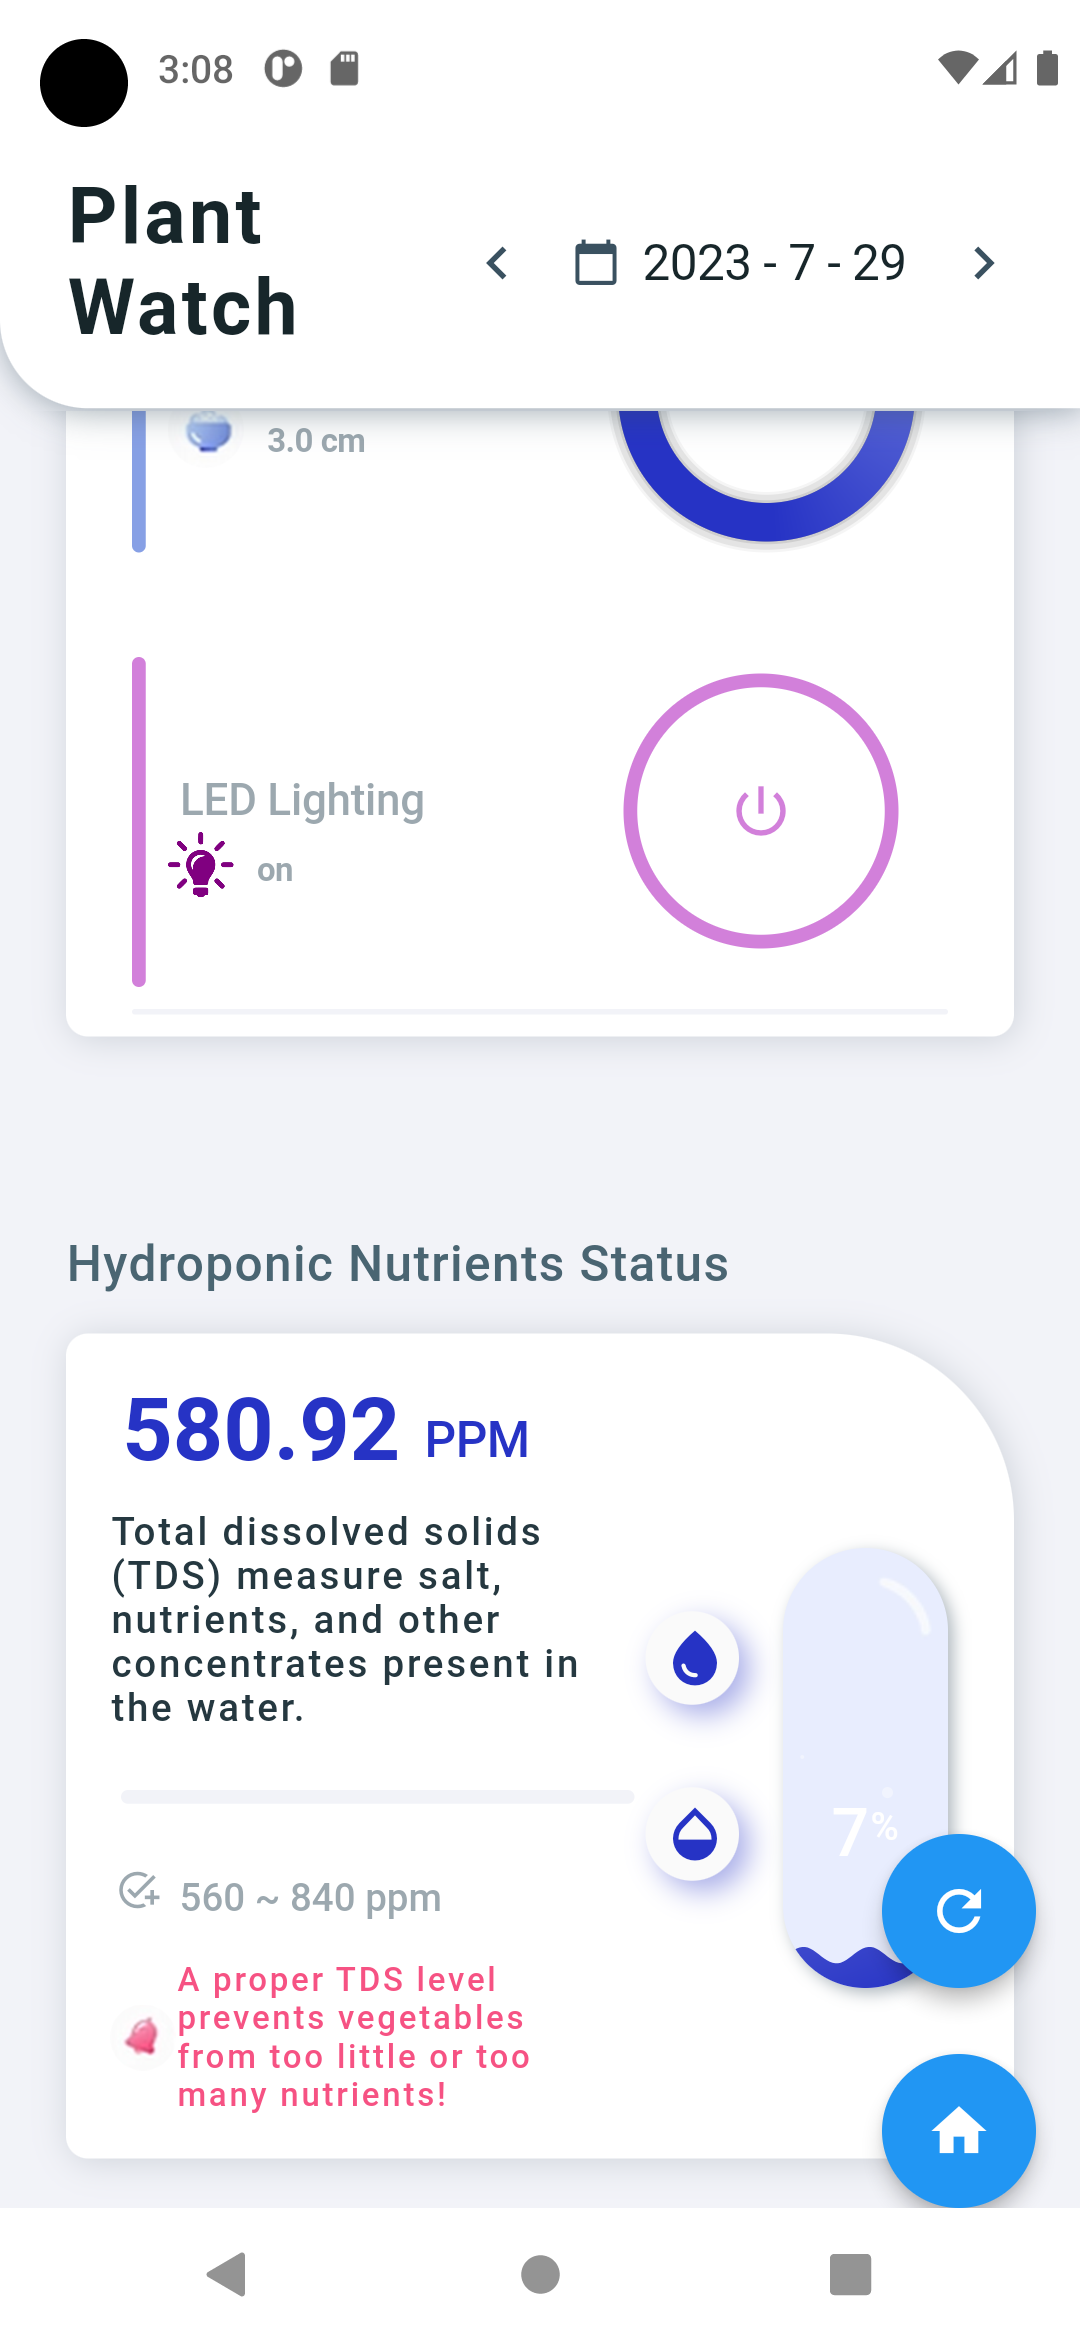 3:08
Plant
Watch
2023 - 7 - 29
3.0 cm
LED Lighting
on
Hydroponic Nutrients Status
580.92 PPM
Total dissolved solids
(TDS) measure salt,
nutrients, and other
concentrates present in
the water.
7%
560 ~ 840 ppm
A proper TDS level
prevents vegetables
from too little or too
many nutrients!